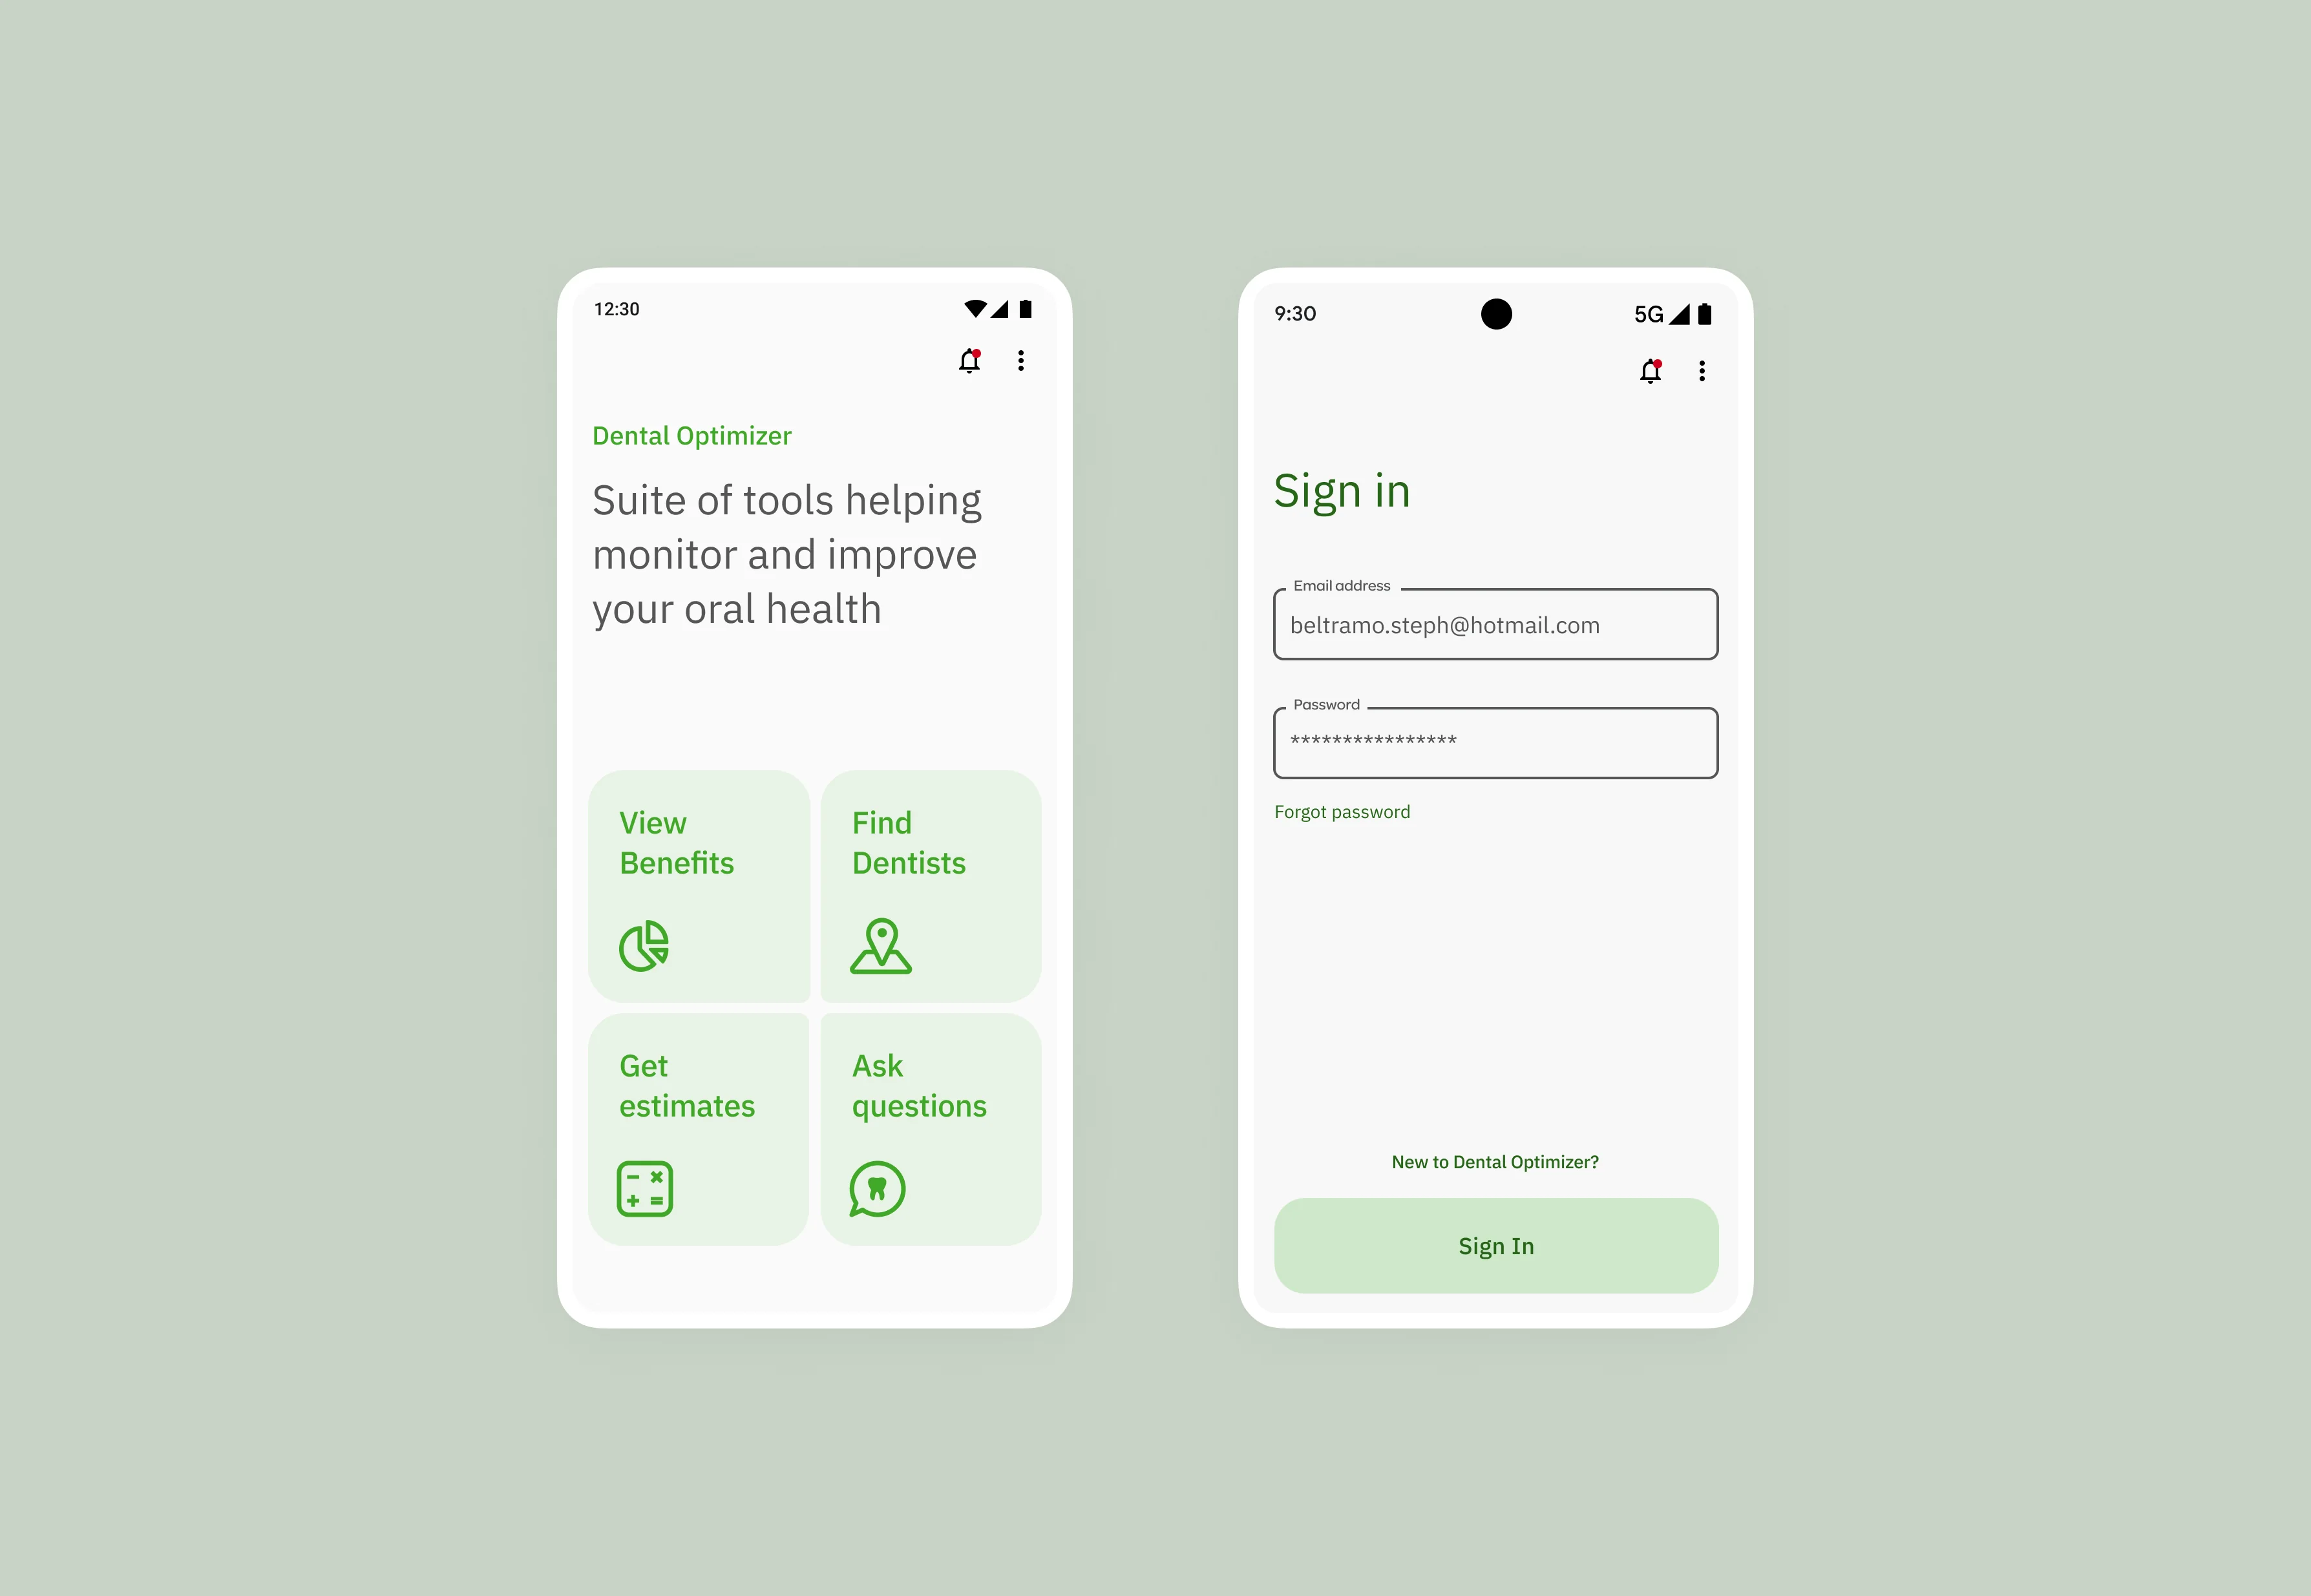 12:30
Dental Optimizer
Suite of tools helping
monitor and improve
your oral health
View
Benefits
Find
Dentists
Get
estimates
Ask
questions
9:30
5G
Sign in
Email address
beltramo.steph@hotmail.com
Password
****************
Forgot password
New to Dental Optimizer?
Sign In